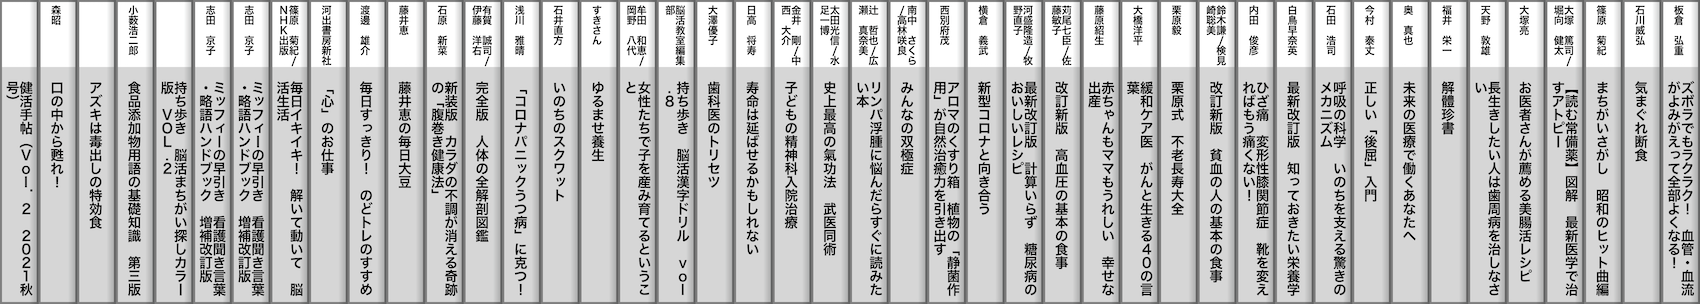 板倉　弘重
ズボラでもラクラク！　血管・血流
がよみがえって全部よくなる！
石川威弘
気まぐれ断食
篠原　菊紀
まちがいさがし　昭和のヒット曲編
大塚　篤司/
堀向　健太
【読む常備薬】図解　最新医学で治
すアトピー
大塚亮
お医者さんが薦める美腸活レシピ
天野　敦雄
長生きしたい人は歯周病を治しなさ
い
福井　栄一
解體珍書
奥　真也
未来の医療で働くあなたへ
今村　泰丈
正しい「後屈」入門
石田　浩司
呼吸の科学　いのちを支える驚きの
メカニズム
白鳥早奈英
最新改訂版　知っておきたい栄養学
内田　俊彦
ひざ痛　変形性膝関節症　靴を変え
ればもう痛くない！
鈴木謙/検見
﨑聡美
改訂新版　貧血の人の基本の食事
栗原毅
栗原式　不老長寿大全
大橋洋平
緩和ケア医　がんと生きる４０の言
葉
藤原紹生
赤ちゃんもママもうれしい　幸せな
出産
苅尾七臣/佐
藤敏子
改訂新版　高血圧の基本の食事
河盛隆造/牧
野直子
最新改訂版　計算いらず　糖尿病の
おいしいレシピ
横倉　義武
新型コロナと向き合う
西別府茂
アロマのくすり箱　植物の「静菌作
用」が自然治癒力を引き出す
南中　さくら
/高林咲良
みんなの双極症
辻　哲也/広
瀬　真奈美
リンパ浮腫に悩んだらすぐに読みた
い本
太田光信/水
足一博
史上最高の氣功法　武医同術
金井　剛/中
西　大介
子どもの精神科入院治療
日高　将寿
寿命は延ばせるかもしれない
大澤優子
歯科医のトリセツ
脳活教室編集
部
持ち歩き　脳活漢字ドリル　ｖｏｌ
．８
牟田　和恵/
岡野　八代
女性たちで子を産み育てるというこ
と
すぎさん
ゆるませ養生
石井直方
いのちのスクワット
浅川　雅晴
「コロナパニックうつ病」に克つ！
有賀　誠司/
伊藤　洋右
完全版　人体の全解剖図鑑
石原　新菜
新装版　カラダの不調が消える奇跡
の「腹巻き健康法」
藤井恵
藤井恵の毎日大豆
渡邊　雄介
毎日すっきり！　のどトレのすすめ
河出書房新社
「心」のお仕事
篠原　菊紀/
ＮＨＫ出版
毎日イキイキ！　解いて動いて　脳
活生活
志田　京子
ミッフィーの早引き　看護聞き言葉
・略語ハンドブック　増補改訂版
志田　京子
ミッフィーの早引き　看護聞き言葉
・略語ハンドブック　増補改訂版
持ち歩き　脳活まちがい探しカラー
版　ＶＯＬ．２
小薮浩二郎
食品添加物用語の基礎知識　第三版
アズキは毒出しの特効食
森昭
口の中から甦れ！
健活手帖（Ｖｏｌ．２　２０２１秋
号）